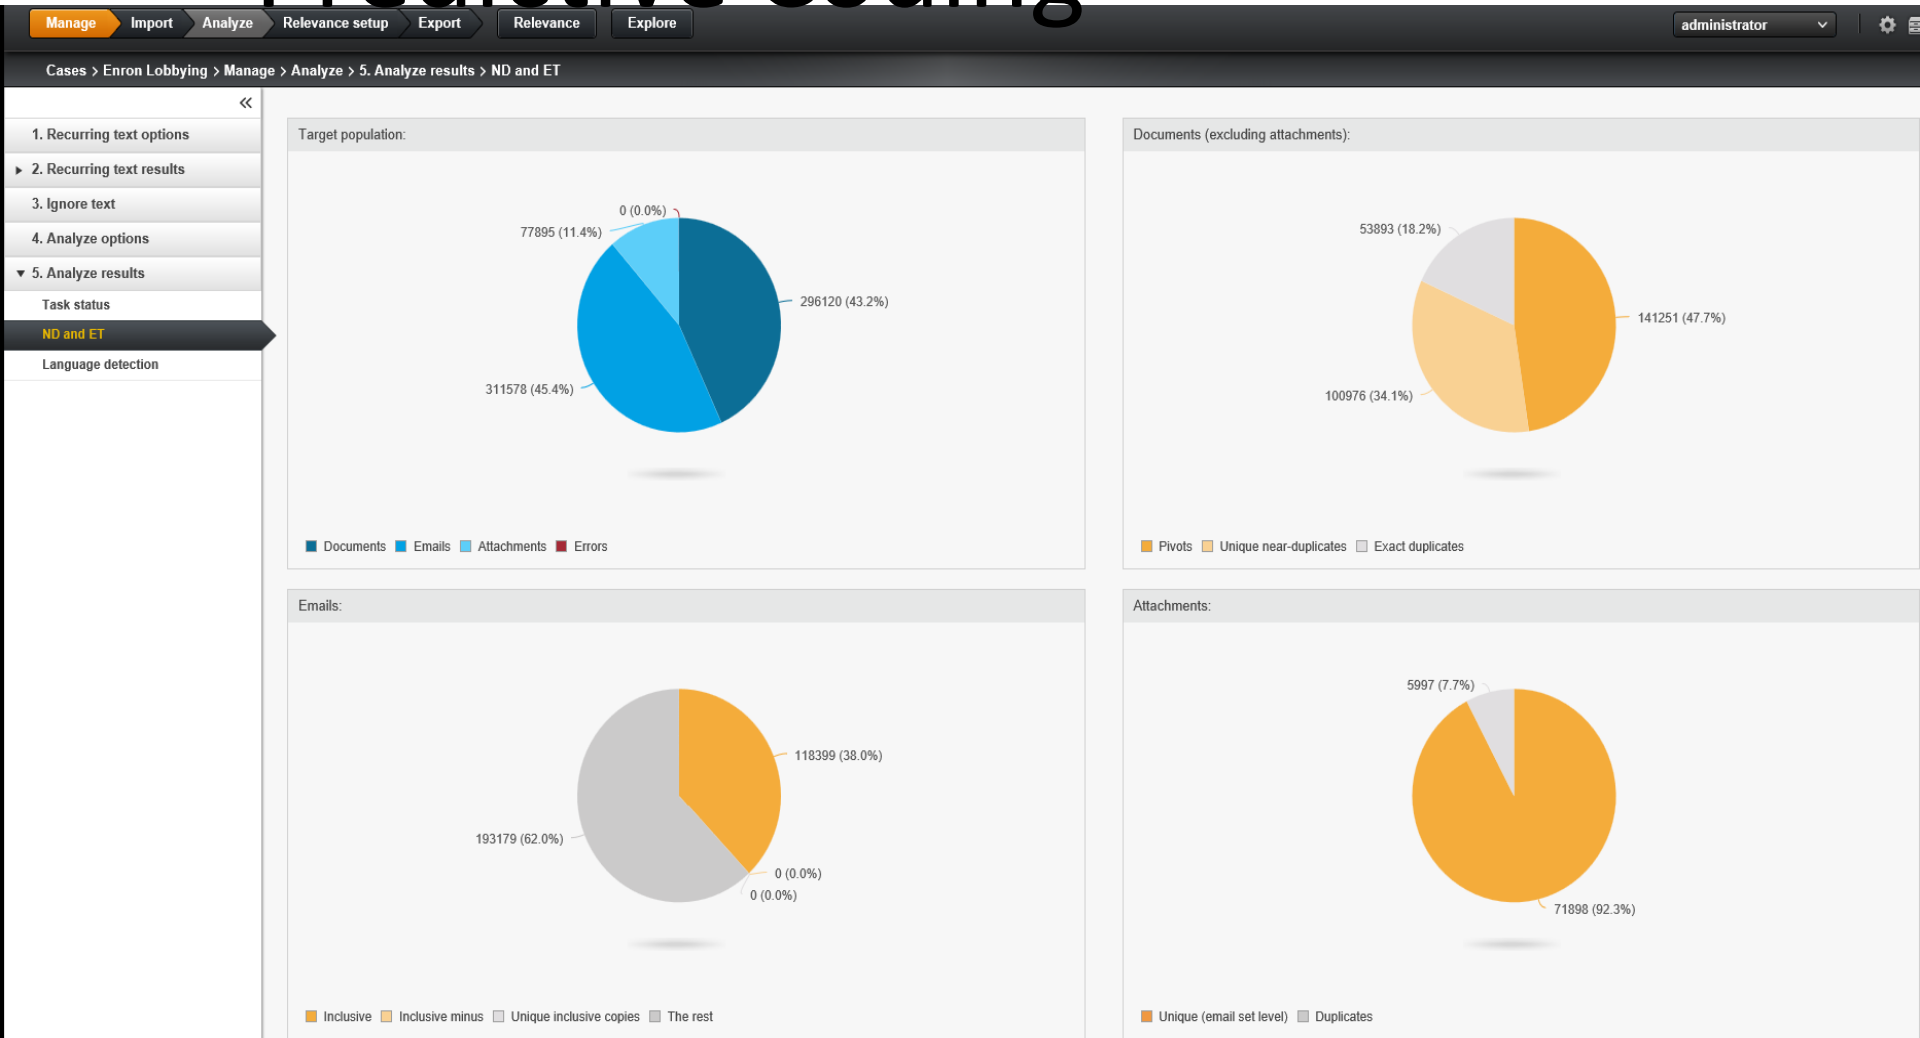 Predictive Coding
Manage Import Analyze Relevance setup Export Relevance Explore administrator
Cases > Enron Lobbying > Manage > Analyze > 5. Analyze results > ND and ET
«
1. Recurring text options
2. Recurring text results
3. Ignore text
4. Analyze options
5. Analyze results
Task status
ND and ET
Language detection
Target population:
0 (0.0%)
77895 (11.4%)
296120 (43.2%)
311578 (45.4%)
Documents Emails Attachments Errors
Documents (excluding attachments):
53893 (18.2%)
141251 (47.7%)
100976 (34.1%)
Pivots Unique near-duplicates Exact duplicates
Emails:
118399 (38.0%)
193179 (62.0%)
0 (0.0%)
0 (0.0%)
Inclusive Inclusive minus Unique inclusive copies The rest
Attachments:
5997 (7.7%)
71898 (92.3%)
Unique (email set level) Duplicates